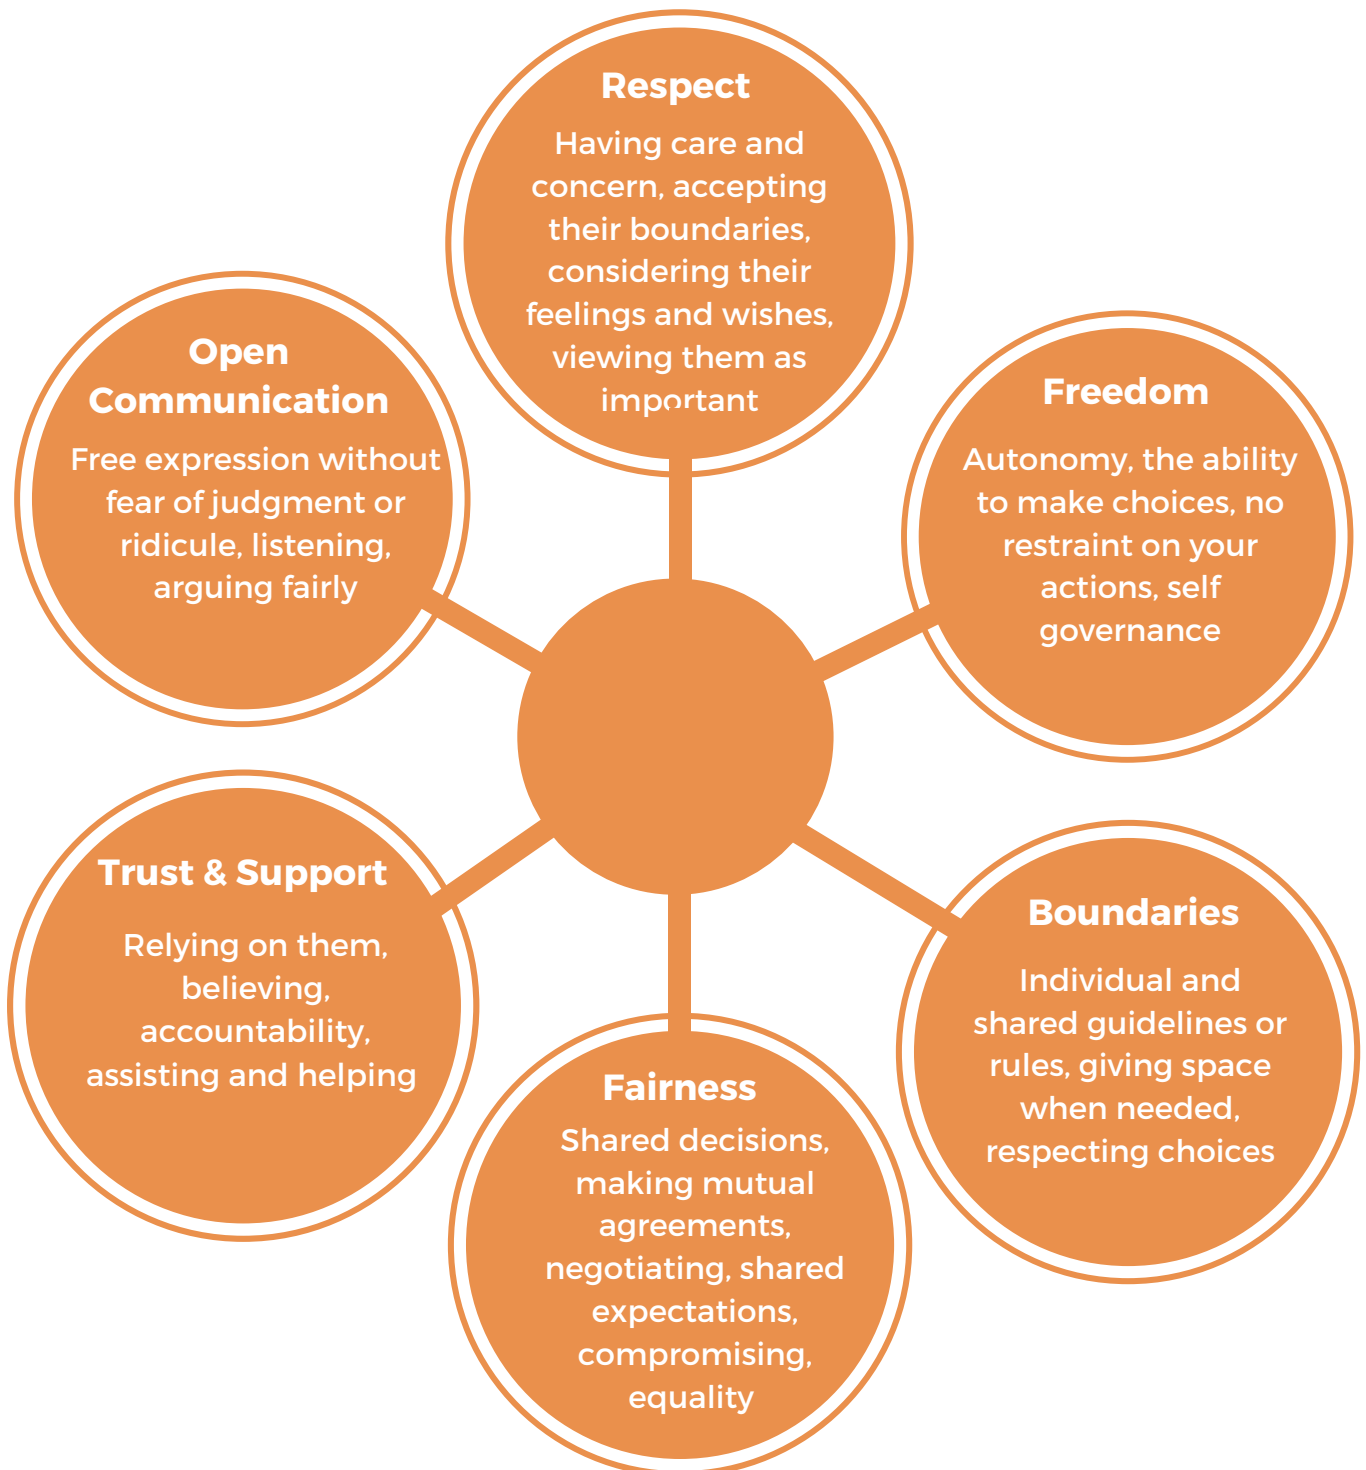 Respect
Having care and
concern, accepting
their boundaries,
considering their
feelings and wishes,
viewing them as
important
Open
Communication
Free expression without
fear of judgment or
ridicule, listening,
arguing fairly
Freedom
Autonomy, the ability
to make choices, no
restraint on your
actions, self
governance
Trust & Support
Relying on them,
believing,
accountability,
assisting and helping
Boundaries
Individual and
shared guidelines or
rules, giving space
when needed,
respecting choices
Fairness
Shared decisions,
making mutual
agreements,
negotiating, shared
expectations,
compromising,
equality